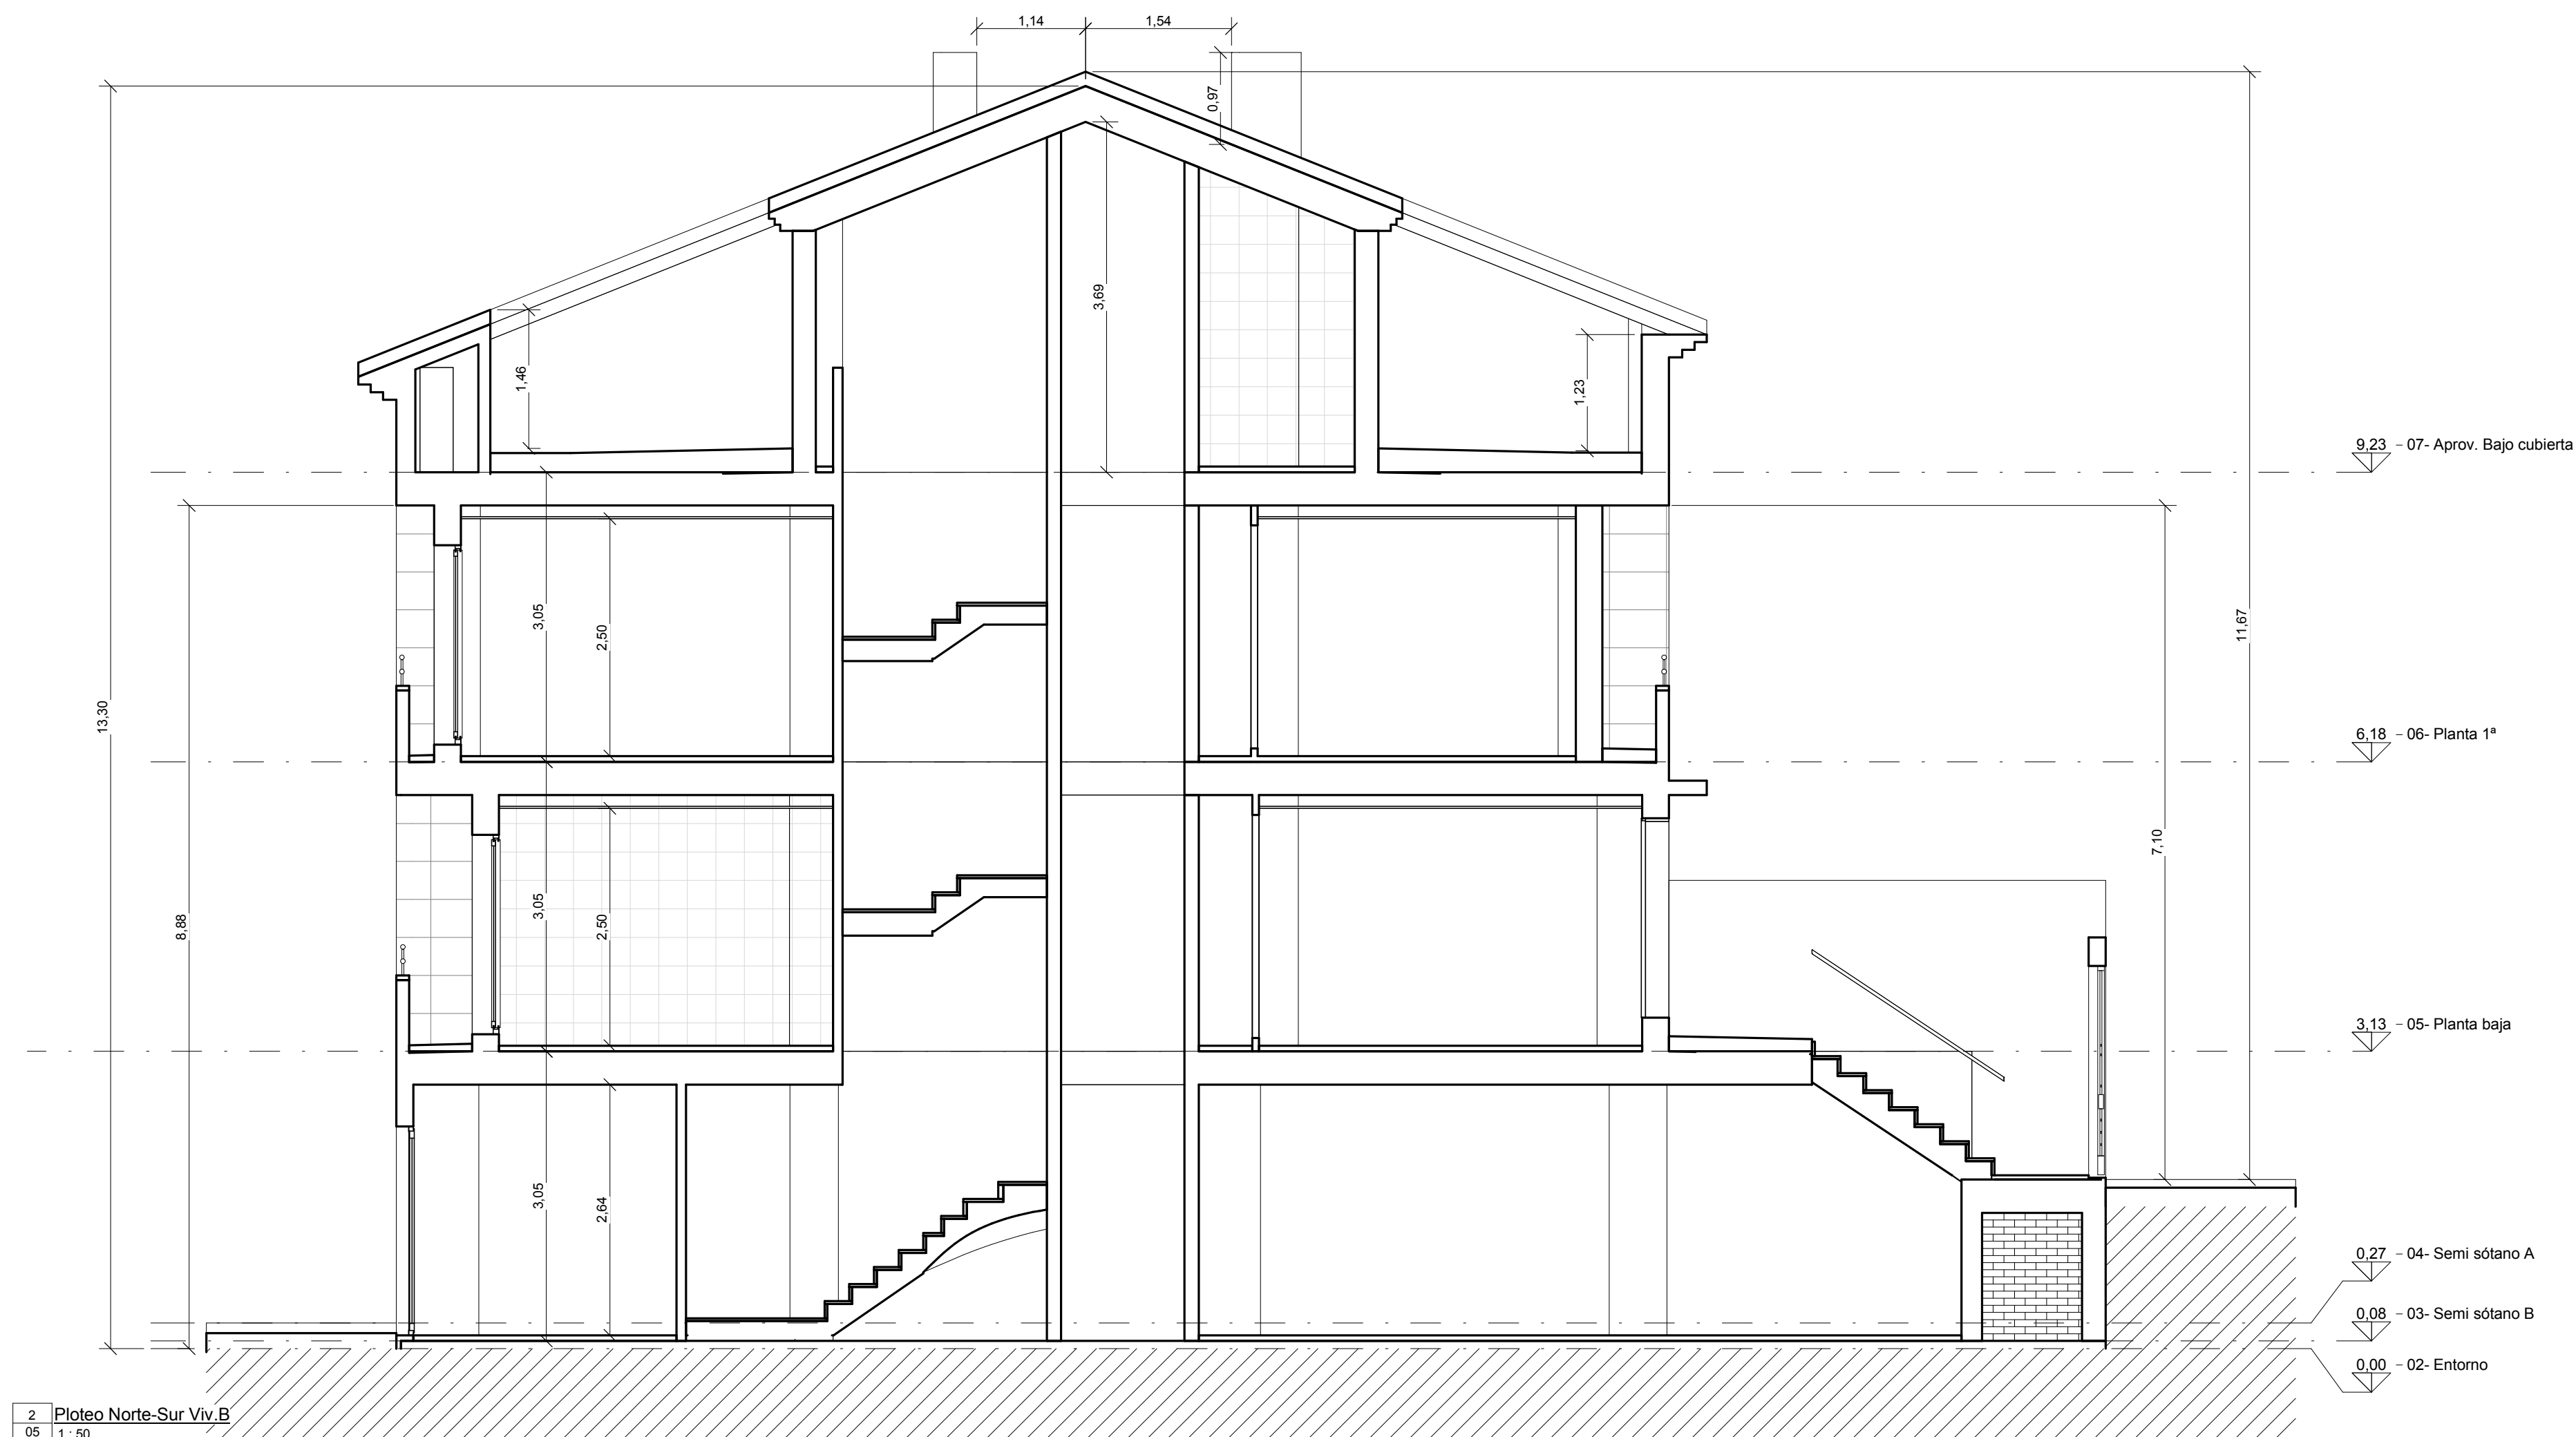 1,14
1,54
0,97
3,69
1,46
1,23
9,23 – 07- Aprov. Bajo cubierta
3,05
2,50
13,30
11,67
6,18 – 06- Planta 1ª
7,10
8,88
3,05
2,50
3,13 – 05- Planta baja
3,05
2,64
0,27 – 04- Semi sótano A
0,08 – 03- Semi sótano B
0,00 – 02- Entorno
2 Ploteo Norte-Sur Viv.B
05 1 : 50